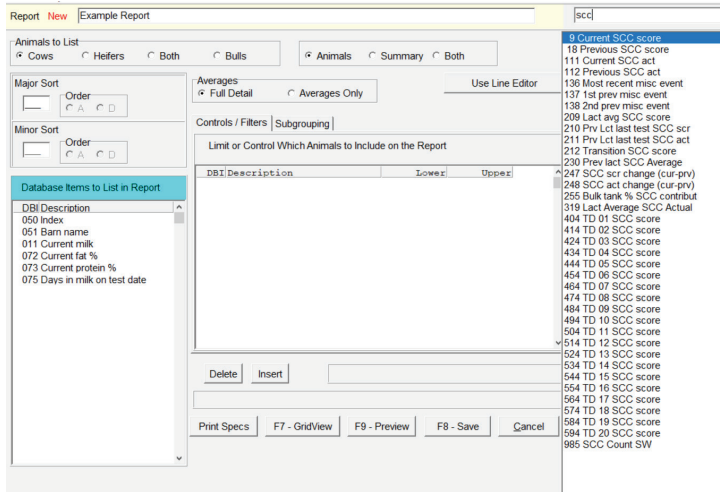 Report New Example Report
Animals to List
Cows Heifers Both Bulls
Animals Summary Both
Major Sort
Order
A D
Minor Sort
Order
A D
Averages
Full Detail Averages Only
Use Line Editor
Controls / Filters Subgrouping
Limit or Control Which Animals to Include on the Report
DBI Description Lower Upper
Database Items to List in Report
DBI Description
050 Index
051 Barn name
011 Current milk
072 Current fat %
073 Current protein %
075 Days in milk on test date
Delete Insert
Print Specs F7 - GridView F9 - Preview F8 - Save Cancel
scc
9 Current SCC score
18 Previous SCC score
111 Current SCC act
112 Previous SCC act
136 Most recent misc event
137 1st prev misc event
138 2nd prev misc event
209 Lact avg SCC score
210 Prv Lct last test SCC scr
211 Prv Lct last test SCC act
212 Transition SCC score
230 Prev lact SCC Average
247 SCC scr change (cur-prv)
248 SCC act change (cur-prv)
255 Bulk tank % SCC contribut
319 Lact Average SCC Actual
404 TD 01 SCC score
414 TD 02 SCC score
424 TD 03 SCC score
434 TD 04 SCC score
444 TD 05 SCC score
454 TD 06 SCC score
464 TD 07 SCC score
474 TD 08 SCC score
484 TD 09 SCC score
494 TD 10 SCC score
504 TD 11 SCC score
514 TD 12 SCC score
524 TD 13 SCC score
534 TD 14 SCC score
544 TD 15 SCC score
554 TD 16 SCC score
564 TD 17 SCC score
574 TD 18 SCC score
584 TD 19 SCC score
594 TD 20 SCC score
985 SCC Count SW